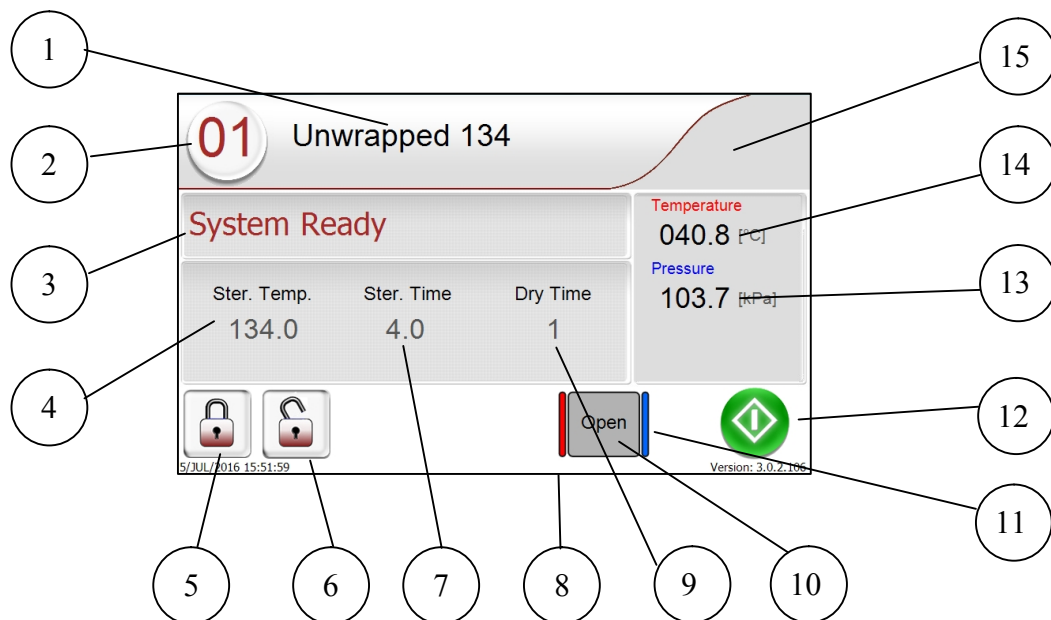 1
15
01 Unwrapped 134
2
14
System Ready
Temperature
040.8 [°C]
Pressure
103.7 [kPa]
3
13
Ster. Temp. Ster. Time Dry Time
134.0 4.0 1
4
12
Open
5/JUL/2016 15:51:59
Version: 3.0.2.106
11
5 6 7 8 9 10